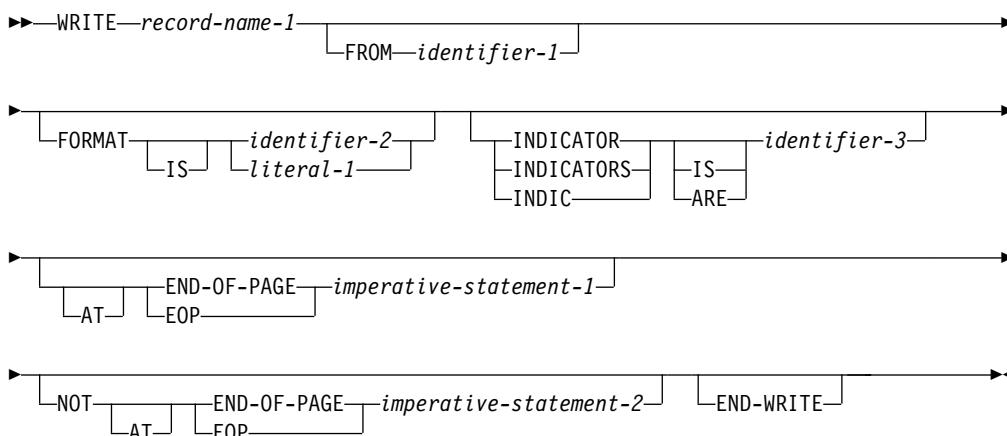 WRITE record-name-1
FROM identifier-1
FORMAT identifier-2 INDICATOR identifier-3
IS literal-1 INDICATORS IS
INDIC ARE
END-OF-PAGE imperative-statement-1
AT EOP
NOT END-OF-PAGE imperative-statement-2 END-WRITE
AT EOP